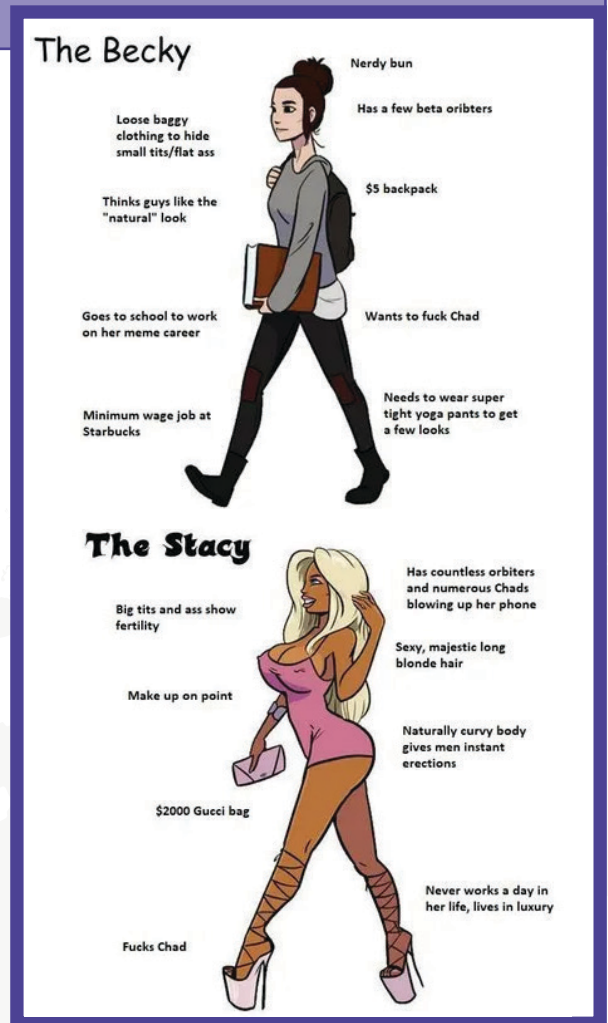 The Becky
Nerdy bun
Has a few beta oribters
Loose baggy
clothing to hide
small tits/flat ass
$5 backpack
Thinks guys like the
"natural" look
Goes to school to work
on her meme career
Wants to fuck Chad
Needs to wear super
tight yoga pants to get
a few looks
Minimum wage job at
Starbucks
The Stacy
Has countless orbiters
and numerous Chads
blowing up her phone
Big tits and ass show
fertility
Sexy, majestic long
blonde hair
Make up on point
Naturally curvy body
gives men instant
erections
$2000 Gucci bag
Never works a day in
her life, lives in luxury
Fucks Chad